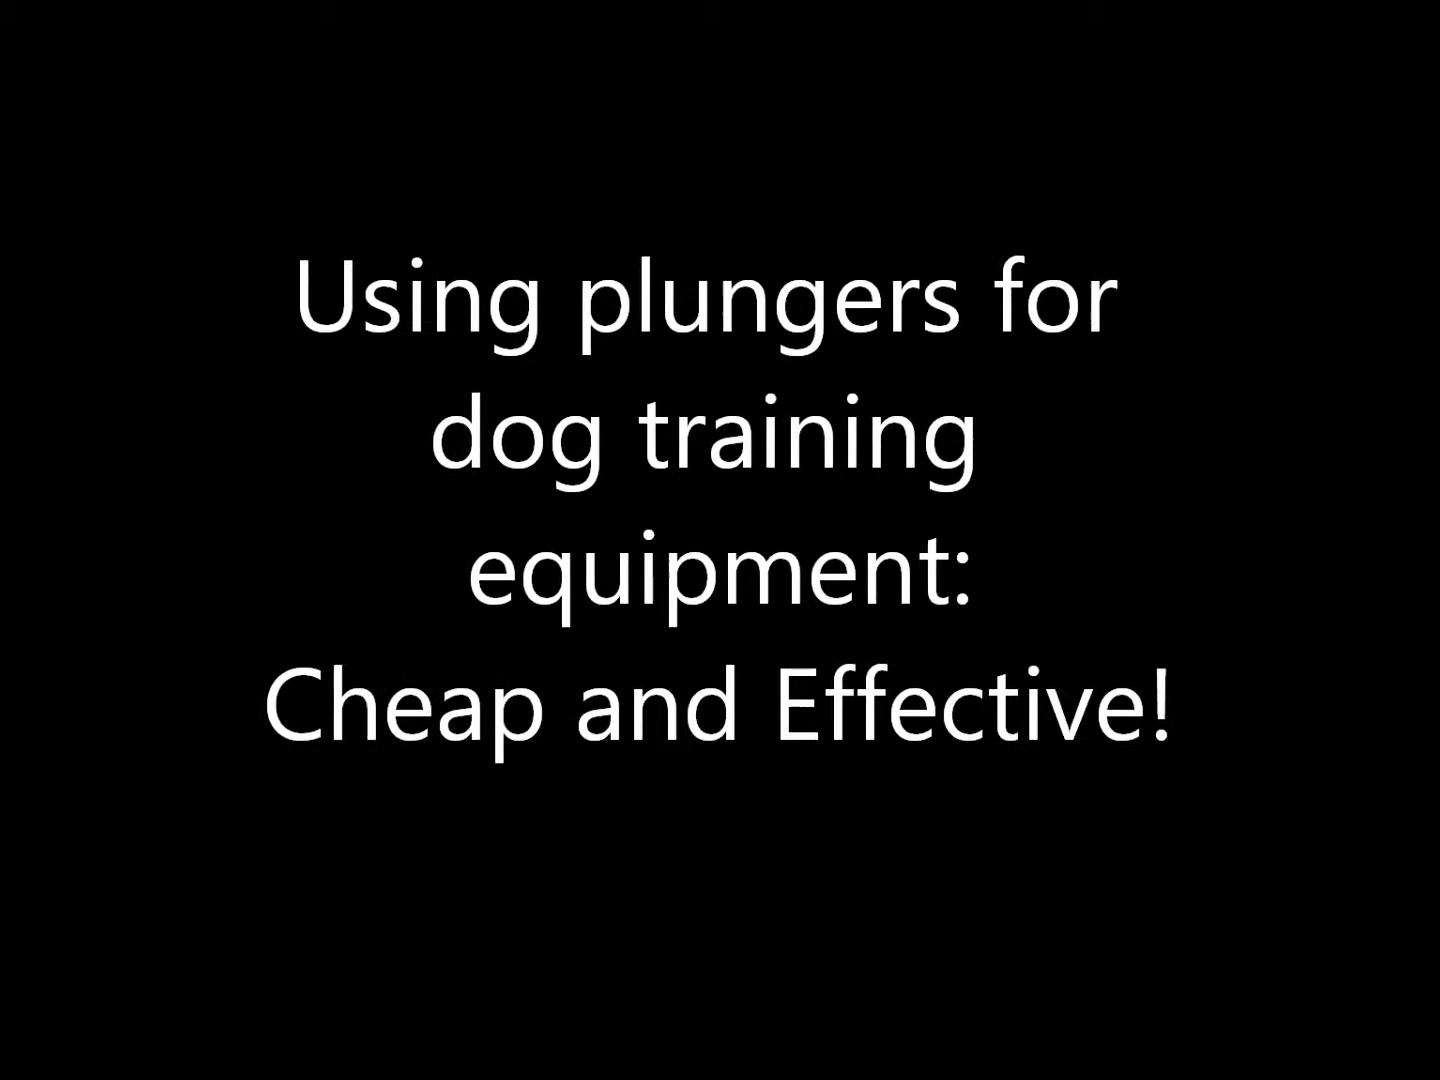 Using plungers for
dog training
equipment:
Cheap and Effective!